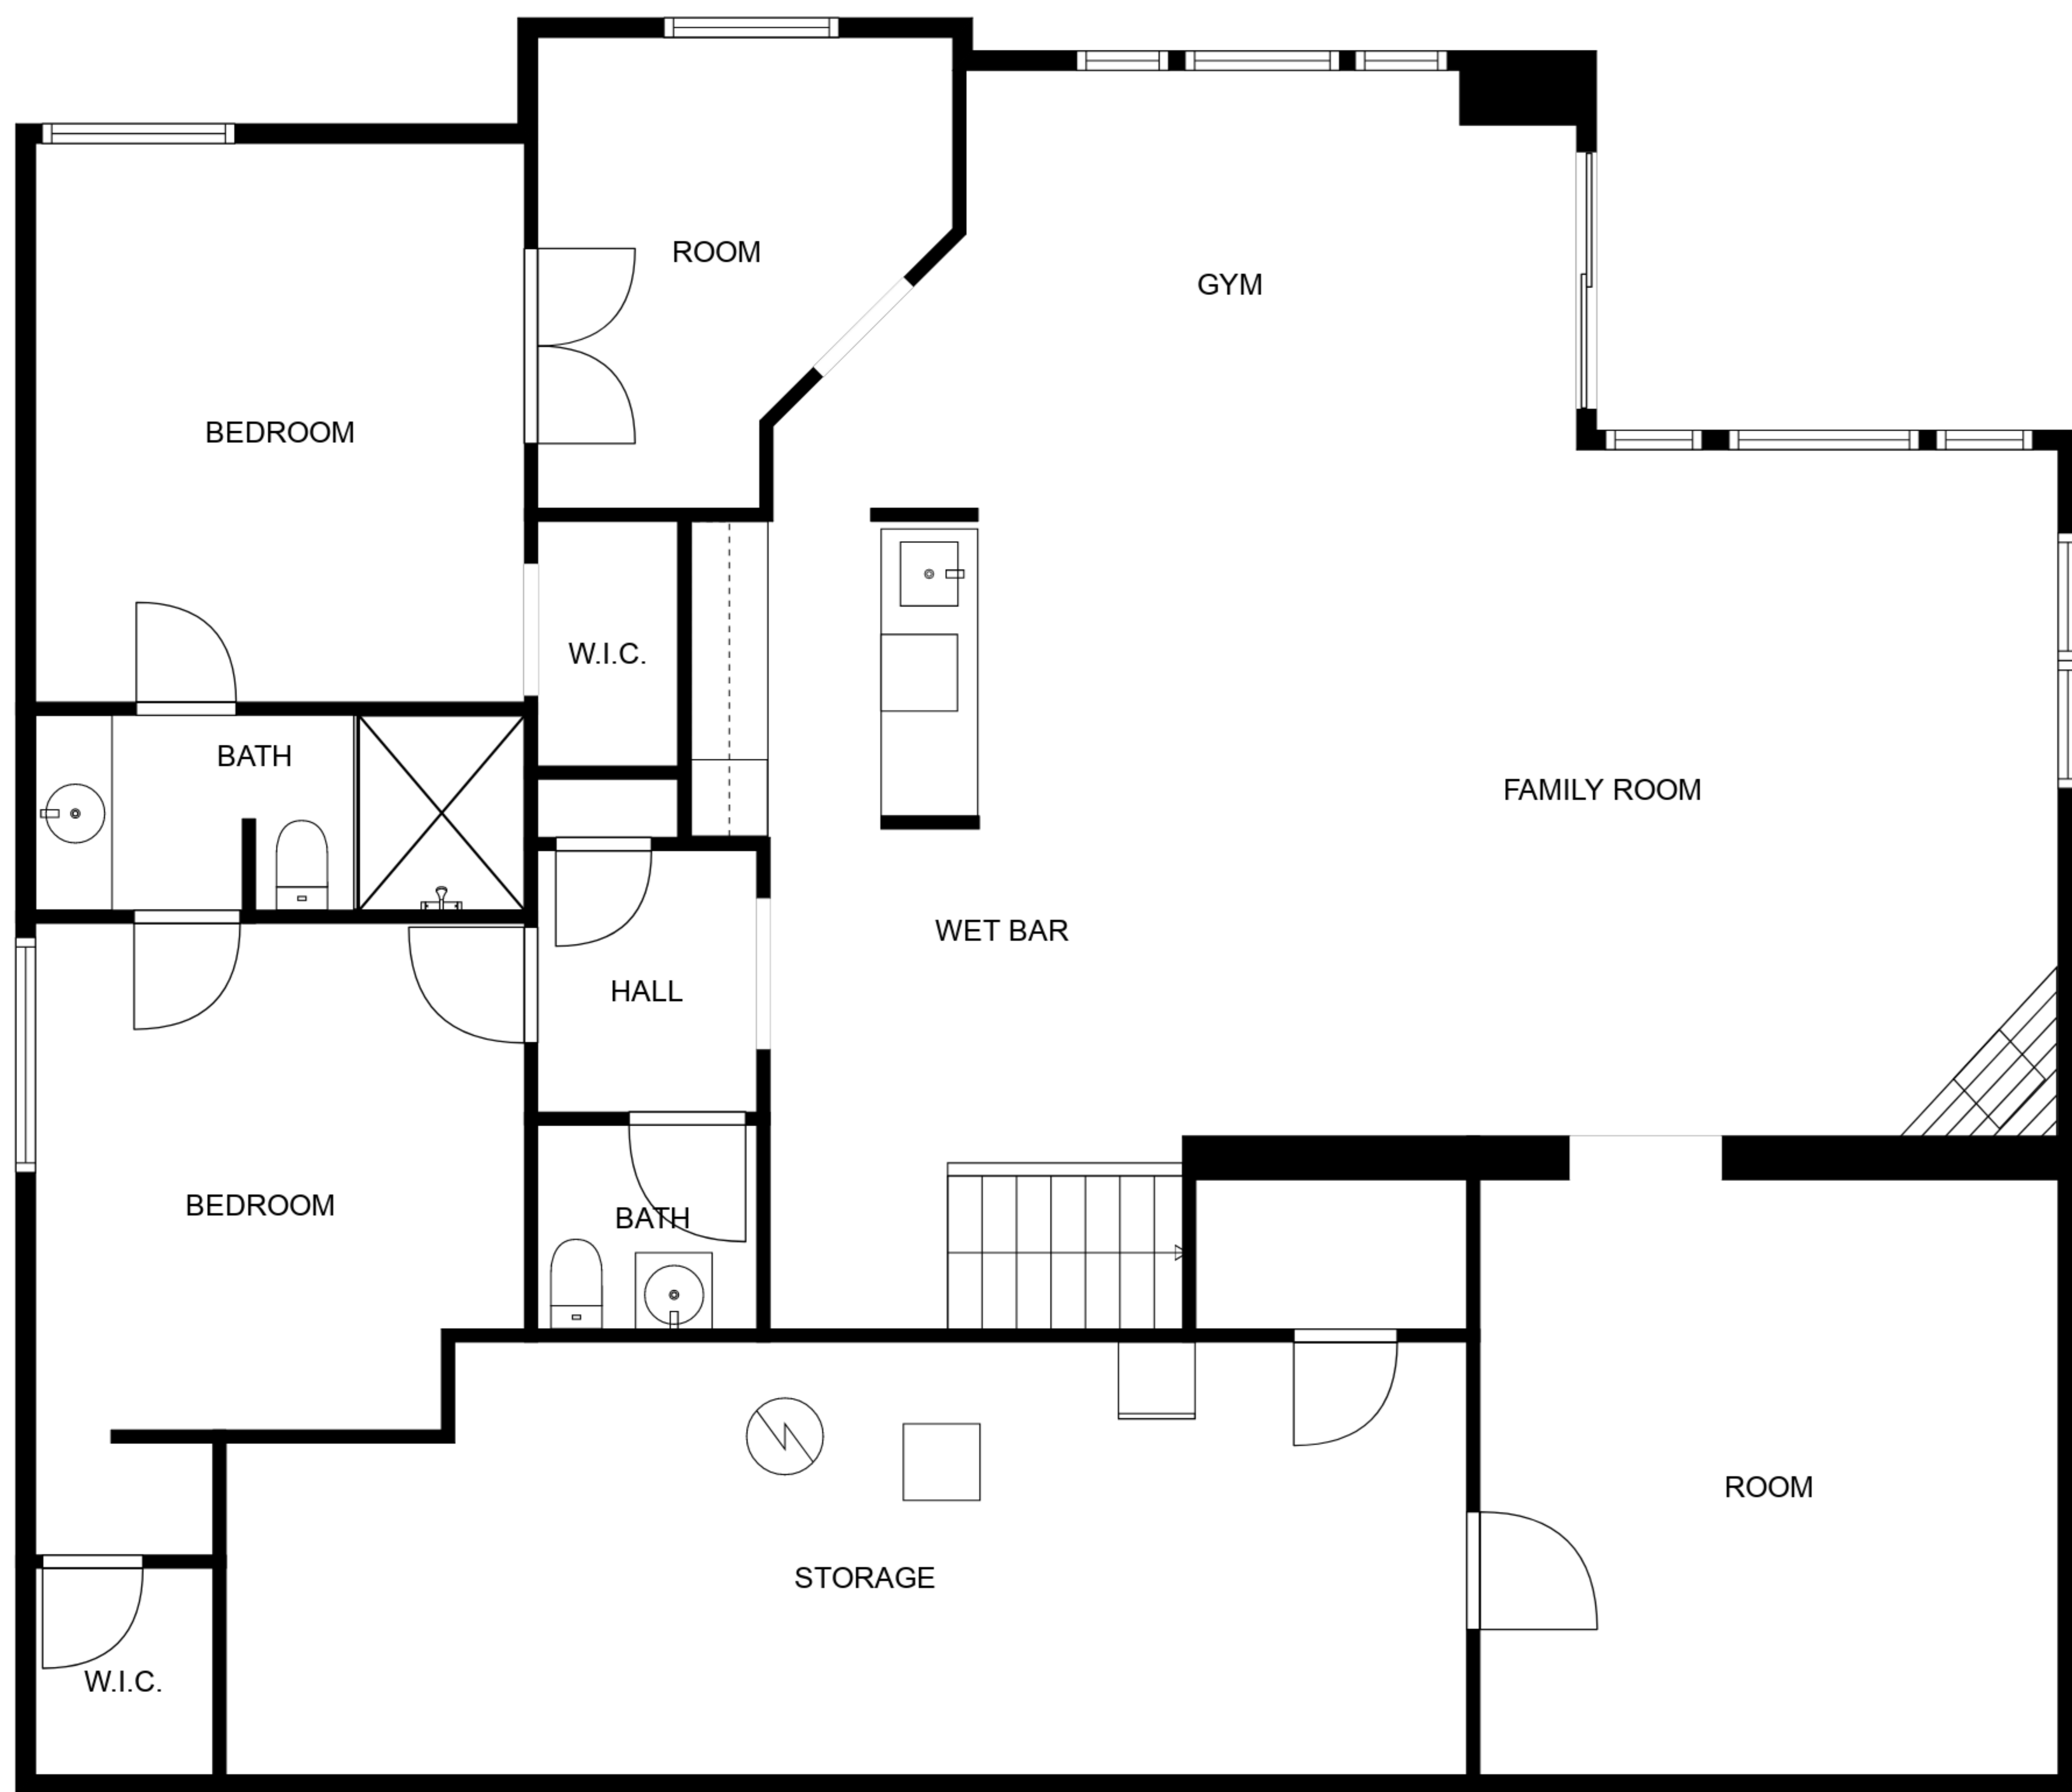 ROOM
GYM
BEDROOM
W.I.C.
BATH
FAMILY ROOM
WET BAR
HALL
BEDROOM
BATH
ROOM
STORAGE
W.I.C.